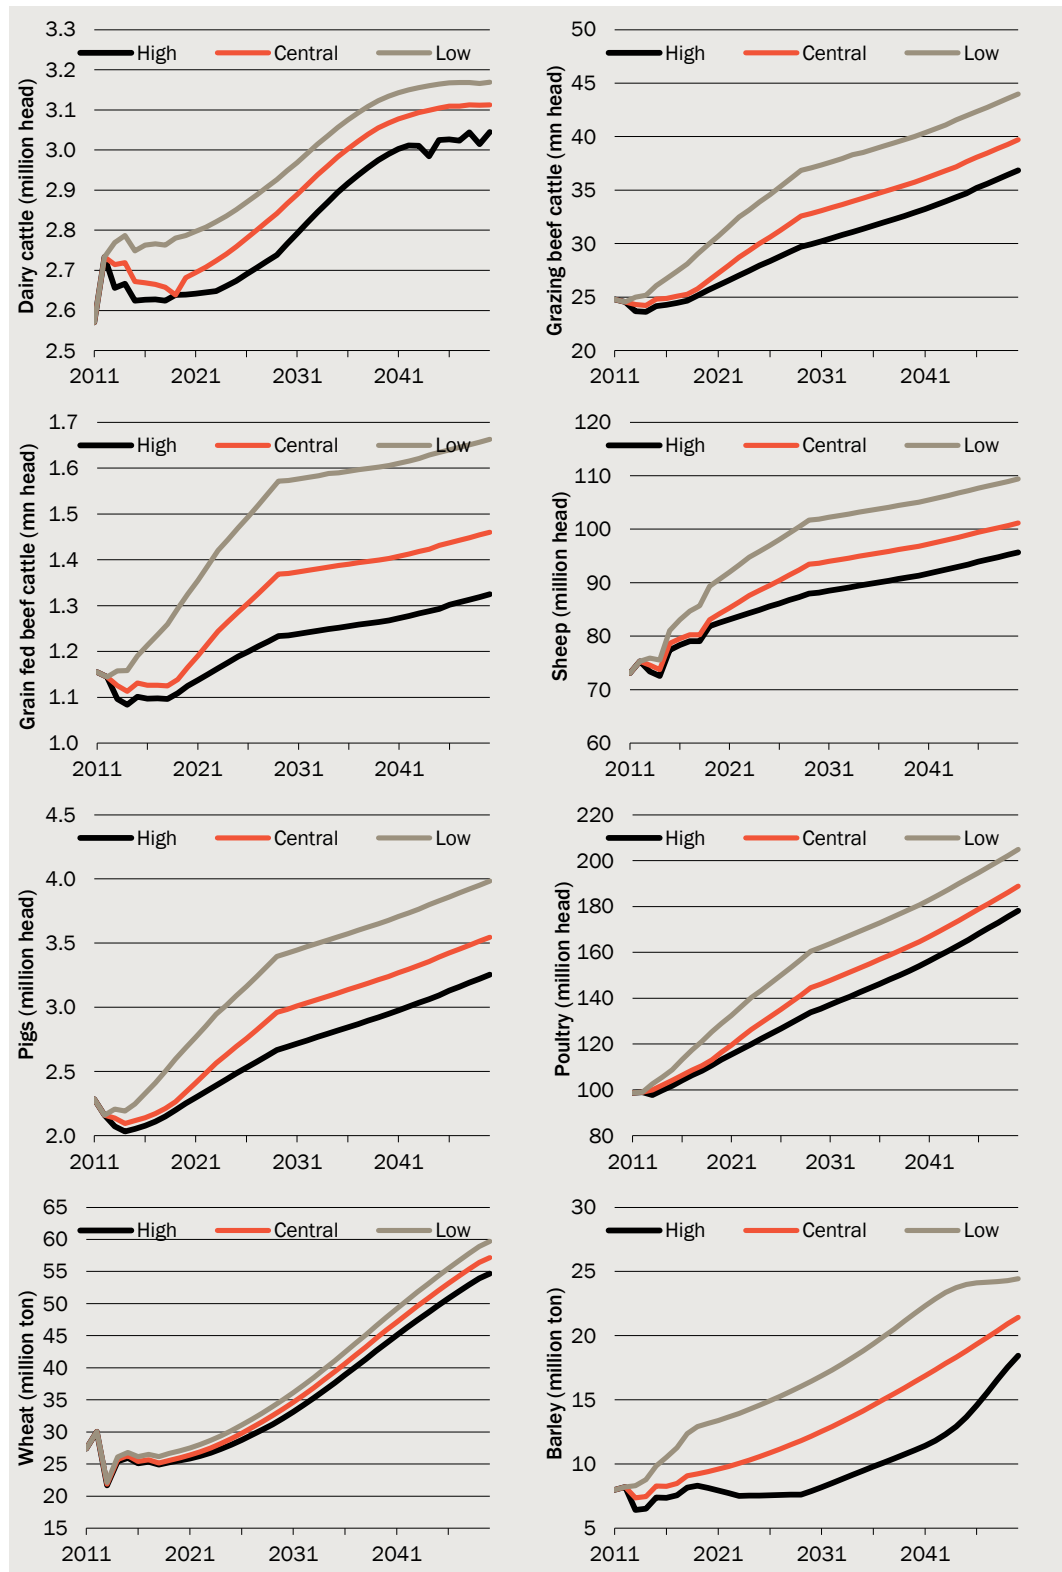 Dairy cattle (million head)
3.3
3.2
3.1
3.0
2.9
2.8
2.7
2.6
2.5
High Central Low
2011 2021 2031 2041
Grazing beef cattle (mn head)
50
45
40
35
30
25
20
High Central Low
2011 2021 2031 2041
Grain fed beef cattle (mn head)
1.7
1.6
1.5
1.4
1.3
1.2
1.1
1.0
High Central Low
2011 2021 2031 2041
Sheep (million head)
120
110
100
90
80
70
60
High Central Low
2011 2021 2031 2041
Pigs (million head)
4.5
4.0
3.5
3.0
2.5
2.0
High Central Low
2011 2021 2031 2041
Poultry (million head)
220
200
180
160
140
120
100
80
High Central Low
2011 2021 2031 2041
Wheat (million ton)
65
60
55
50
45
40
35
30
25
20
15
High Central Low
2011 2021 2031 2041
Barley (million ton)
30
25
20
15
10
5
High Central Low
2011 2021 2031 2041